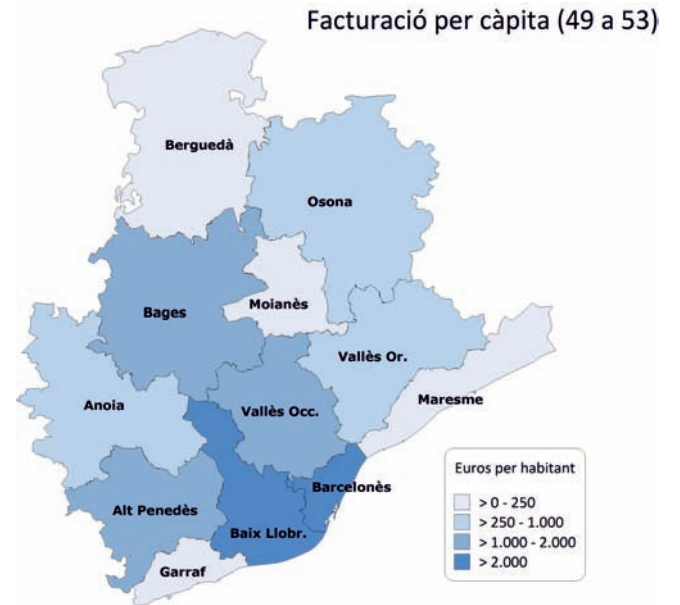 Facturació per càpita (49 a 53)
Berguedà
Osona
Moianès
Bages
Vallès Or.
Maresme
Anoia
Vallès Occ.
Barcelonès
Alt Penedès
Baix Llobr.
Garraf
Euros per habitant
> 0 - 250
> 250 - 1.000
> 1.000 - 2.000
> 2.000